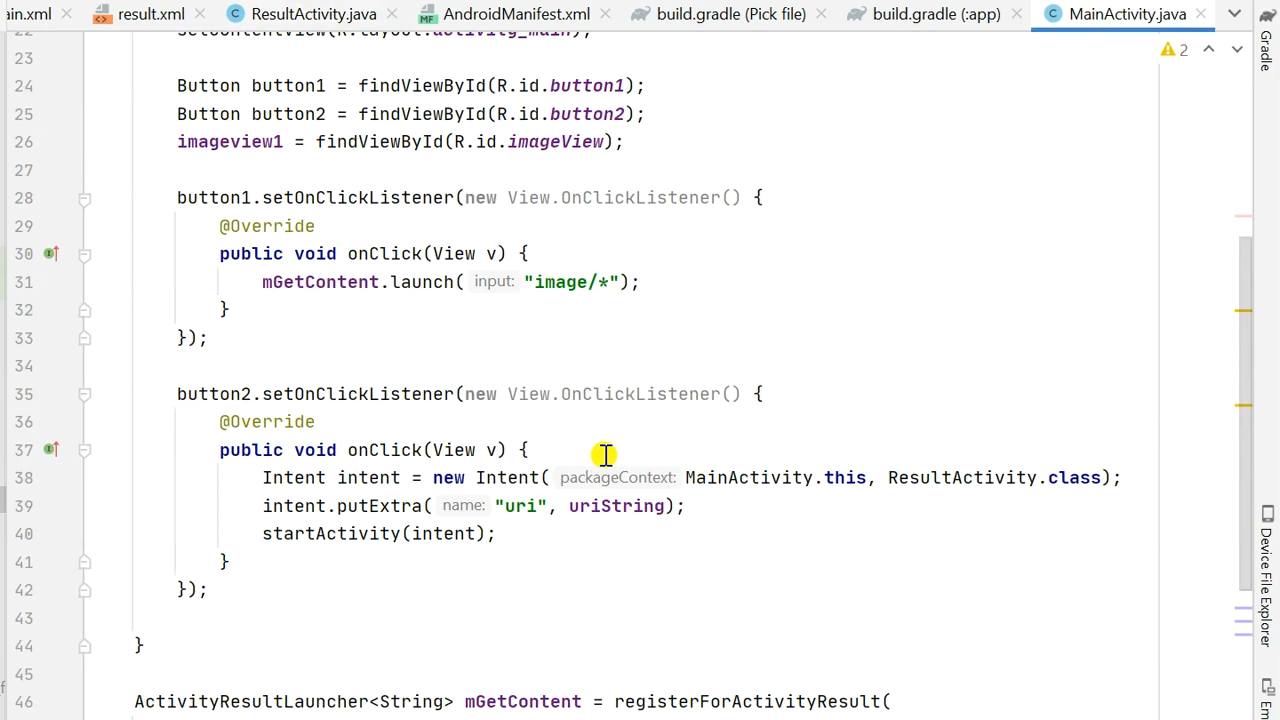 ain.xml result.xml ResultActivity.java AndroidManifest.xml build.gradle (Pick file) build.gradle (:app) MainActivity.java
Gradle
22 setContentView(R.layout.activity_main);
2
23
24 Button button1 = findViewById(R.id.button1);
25 Button button2 = findViewById(R.id.button2);
26 imageview1 = findViewById(R.id.imageView);
27
28 button1.setOnClickListener(new View.OnClickListener() {
29 @Override
30 public void onClick(View v) {
31 mGetContent.launch( input: "image/*");
32 }
33 });
34
35 button2.setOnClickListener(new View.OnClickListener() {
36 @Override
37 public void onClick(View v) {
38 Intent intent = new Intent( packageContext: MainActivity.this, ResultActivity.class);
39 intent.putExtra( name: "uri", uriString);
40 startActivity(intent);
41 }
42 });
43
44 }
45
46 ActivityResultLauncher<String> mGetContent = registerForActivityResult(
Device File Explorer
Em